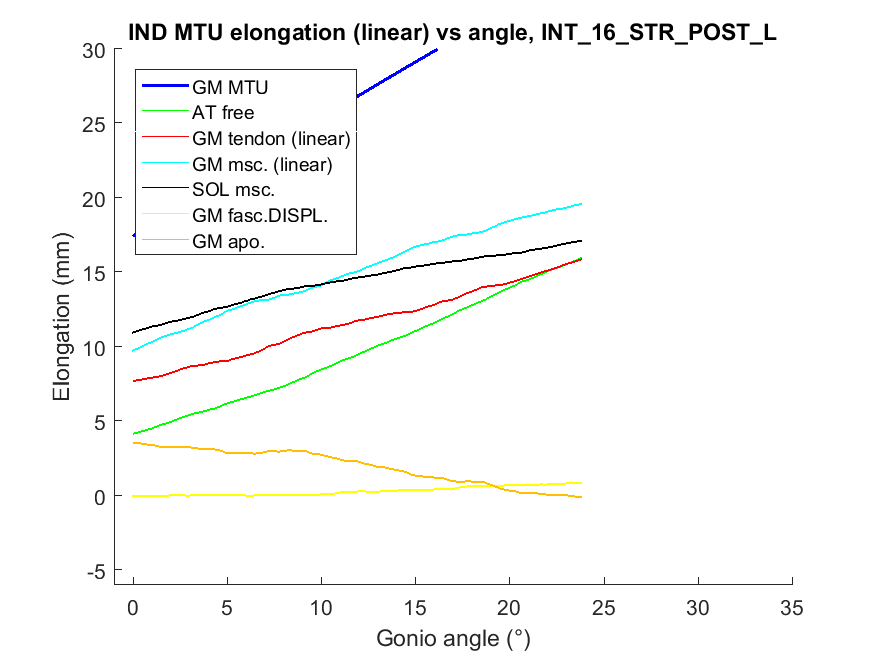 IND MTU elongation (linear) vs angle, INT_16_STR_POST_L
30
25
20
15
10
5
0
-5
Elongation (mm)
GM MTU
AT free
GM tendon (linear)
GM msc. (linear)
SOL msc.
GM fasc.DISPL.
GM apo.
0 5 10 15 20 25 30 35
Gonio angle (°)